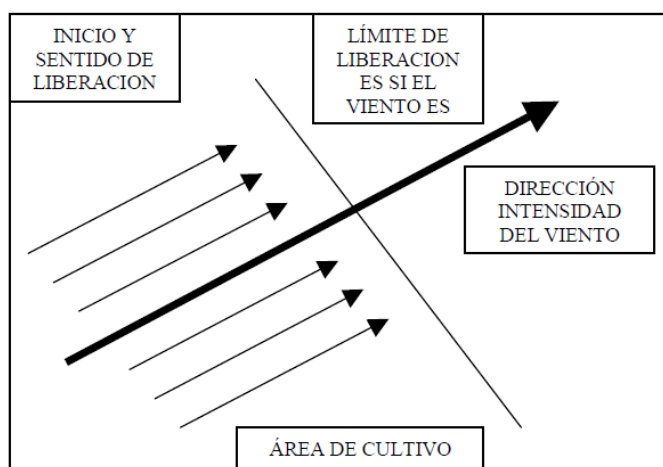 INICIO Y
SENTIDO DE
LIBERACION
LÍMITE DE
LIBERACION
ES SI EL
VIENTO ES
DIRECCIÓN
INTENSIDAD
DEL VIENTO
ÁREA DE CULTIVO